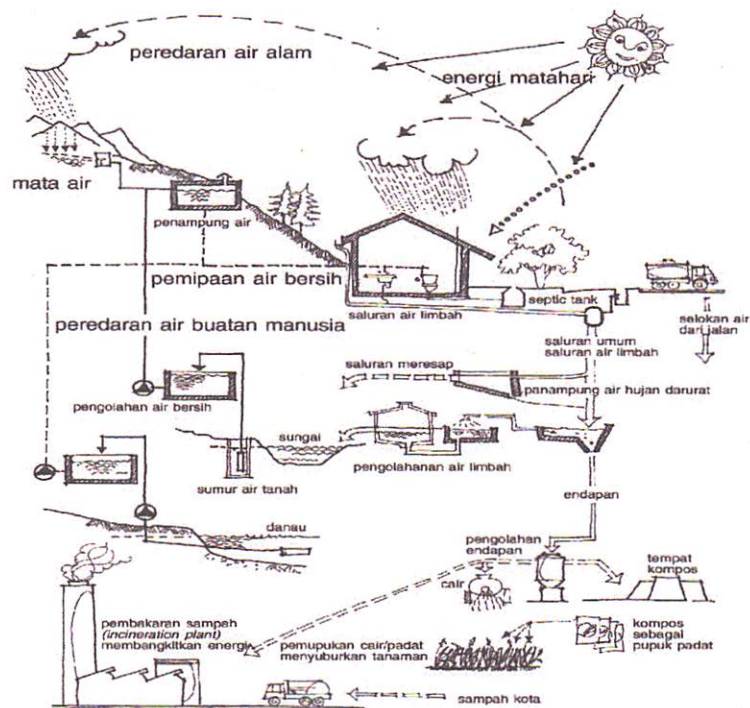 peredaran air alam
energi matahari
mata air
penampung air
pemipaan air bersih
saluran air limbah
septic tank
selokan air
dari jalan
peredaran air buatan manusia
saluran umum
saluran air limbah
saluran meresap
panampung air hujan darurat
pengolahan air bersih
sungai
pengolahanan air limbah
sumur air tanah
endapan
danau
pengolahan
endapan
tempat
kompos
cair
pembakaran sampah
(incineration plant)
membangkitkan energi
pemupukan cair/padat
menyuburkan tanaman
kompos
sebagai
pupuk padat
sampah kota